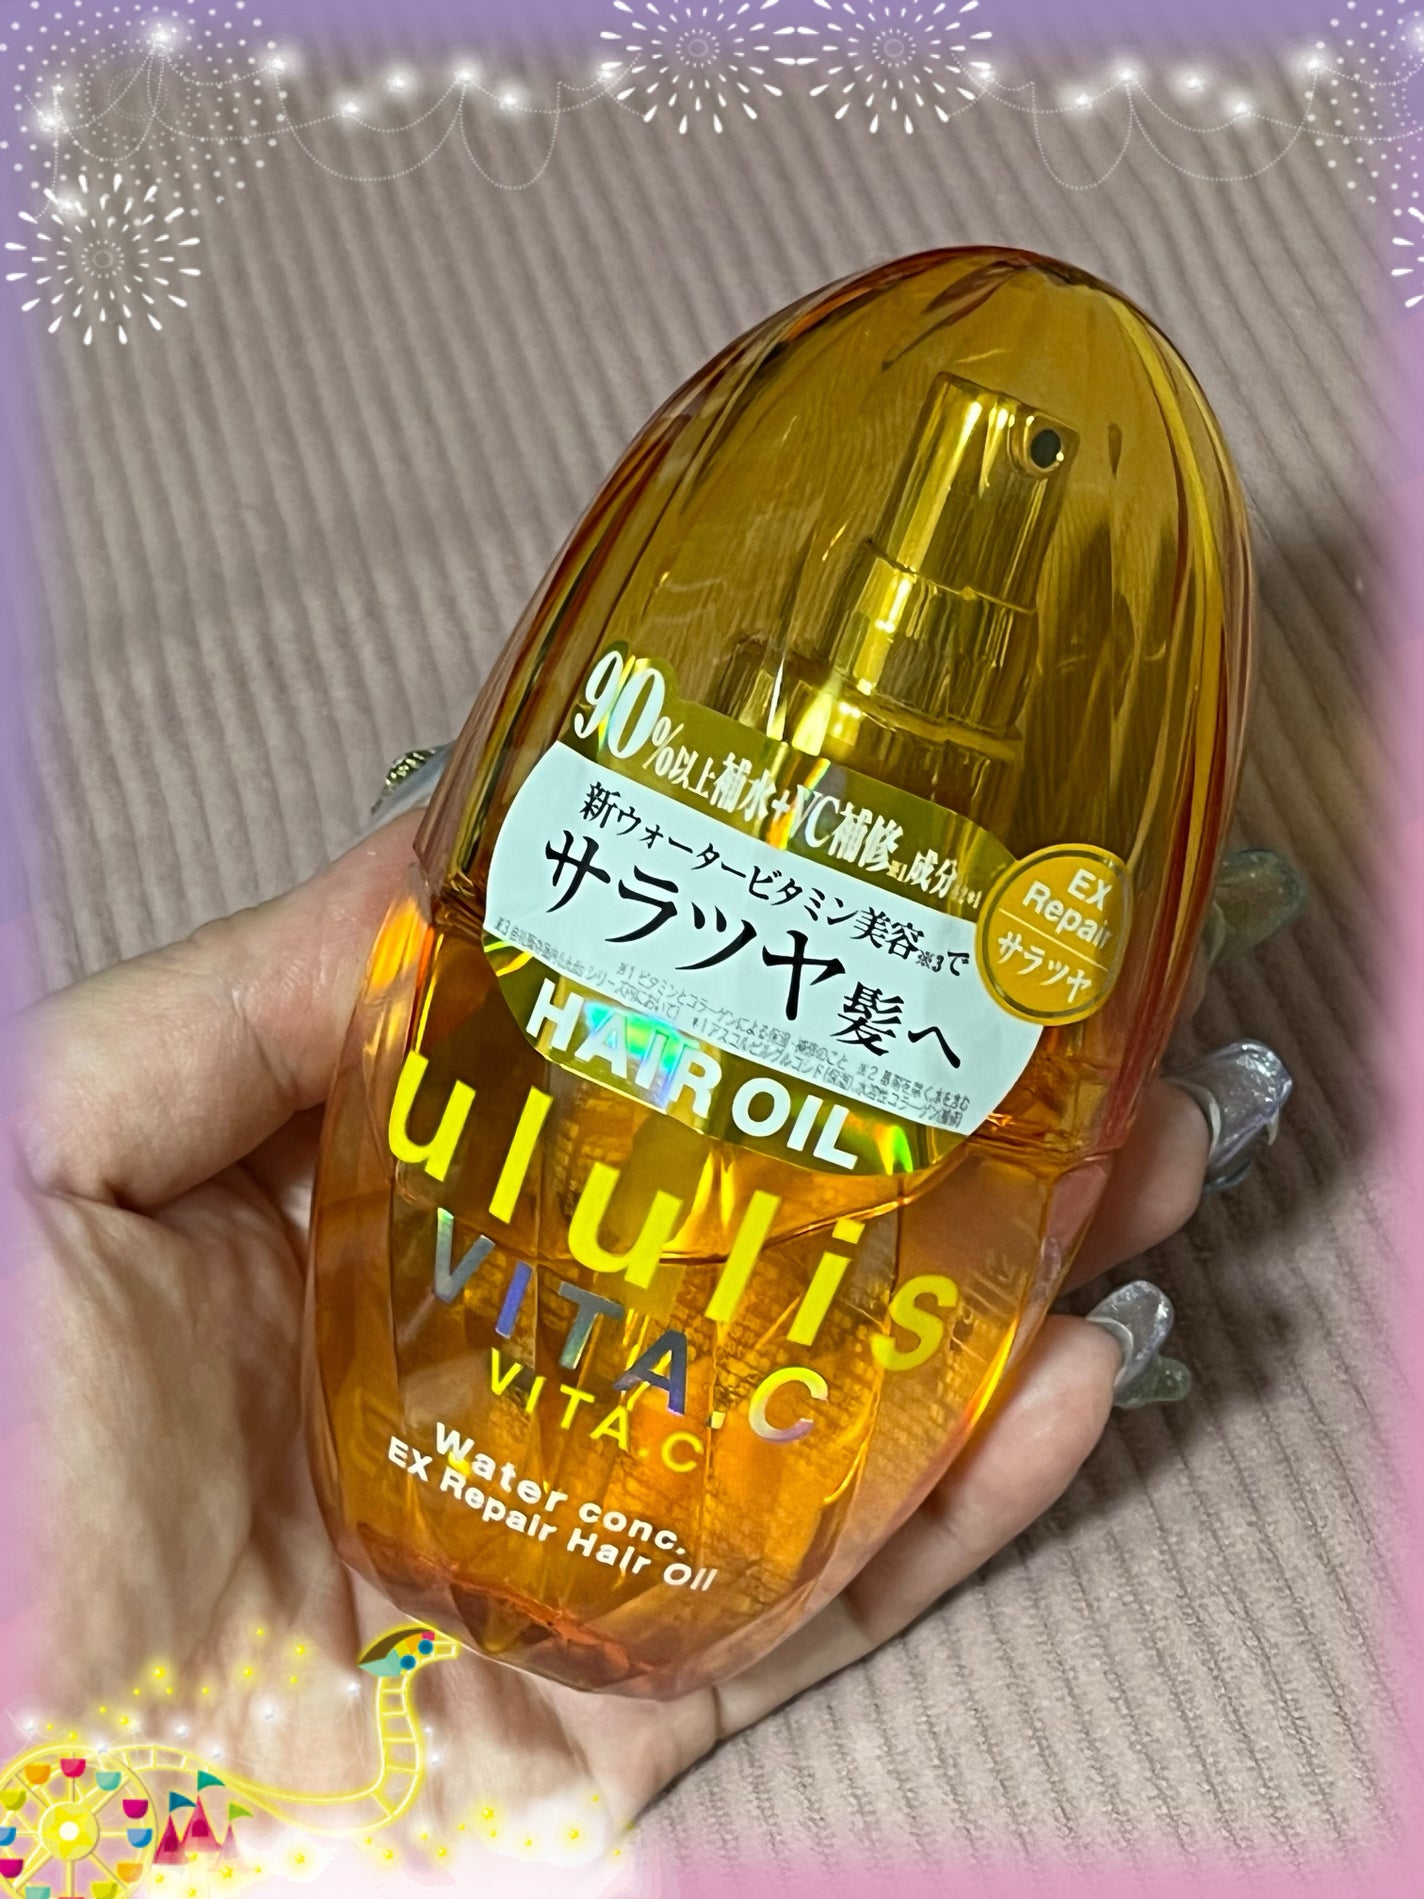 90%以上補水+VC補修※1成分
新ウォータービタミン美容※3で
サラツヤ髪へ
EX
Repair
サラツヤ
HAIR OIL
ululis
VITA.C
VITA.C
Water conc.
EX Repair Hair Oil